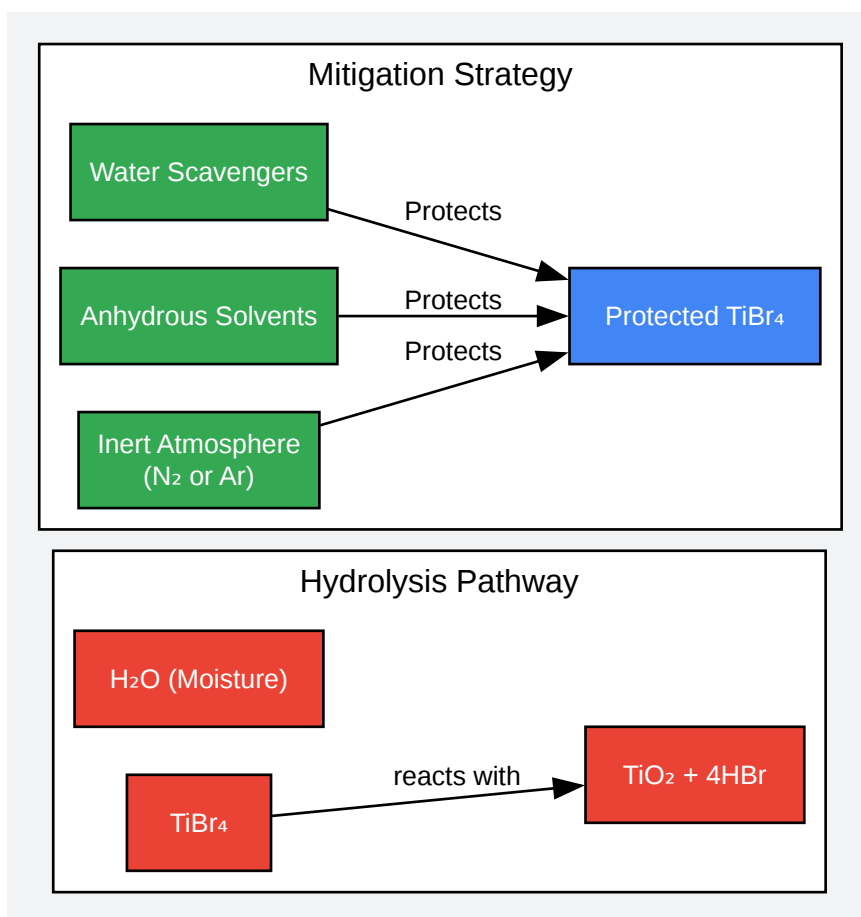 Mitigation Strategy
Water Scavengers
Protects
Anhydrous Solvents
Protects
Protected TiBr₄
Protects
Inert Atmosphere
(N₂ or Ar)
Hydrolysis Pathway
H₂O (Moisture)
reacts with
TiO₂ + 4HBr
TiBr₄